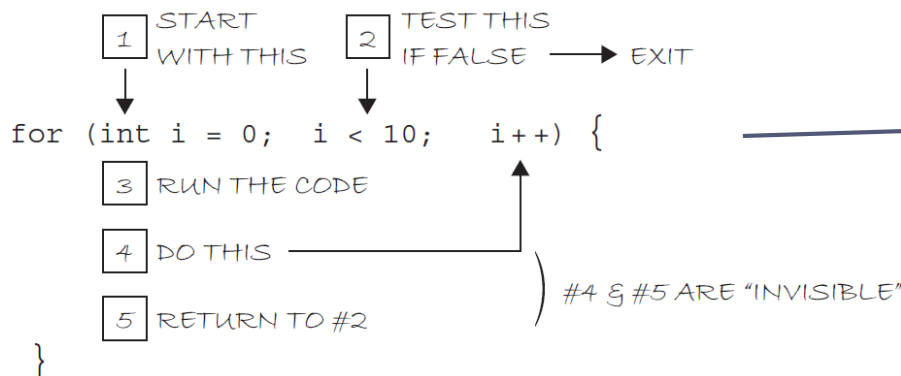 1 START
WITH THIS
2 TEST THIS
IF FALSE EXIT
for (int i = 0; i < 10; i++) {
3 RUN THE CODE
4 DO THIS
#4 & #5 ARE “INVISIBLE”
5 RETURN TO #2
}